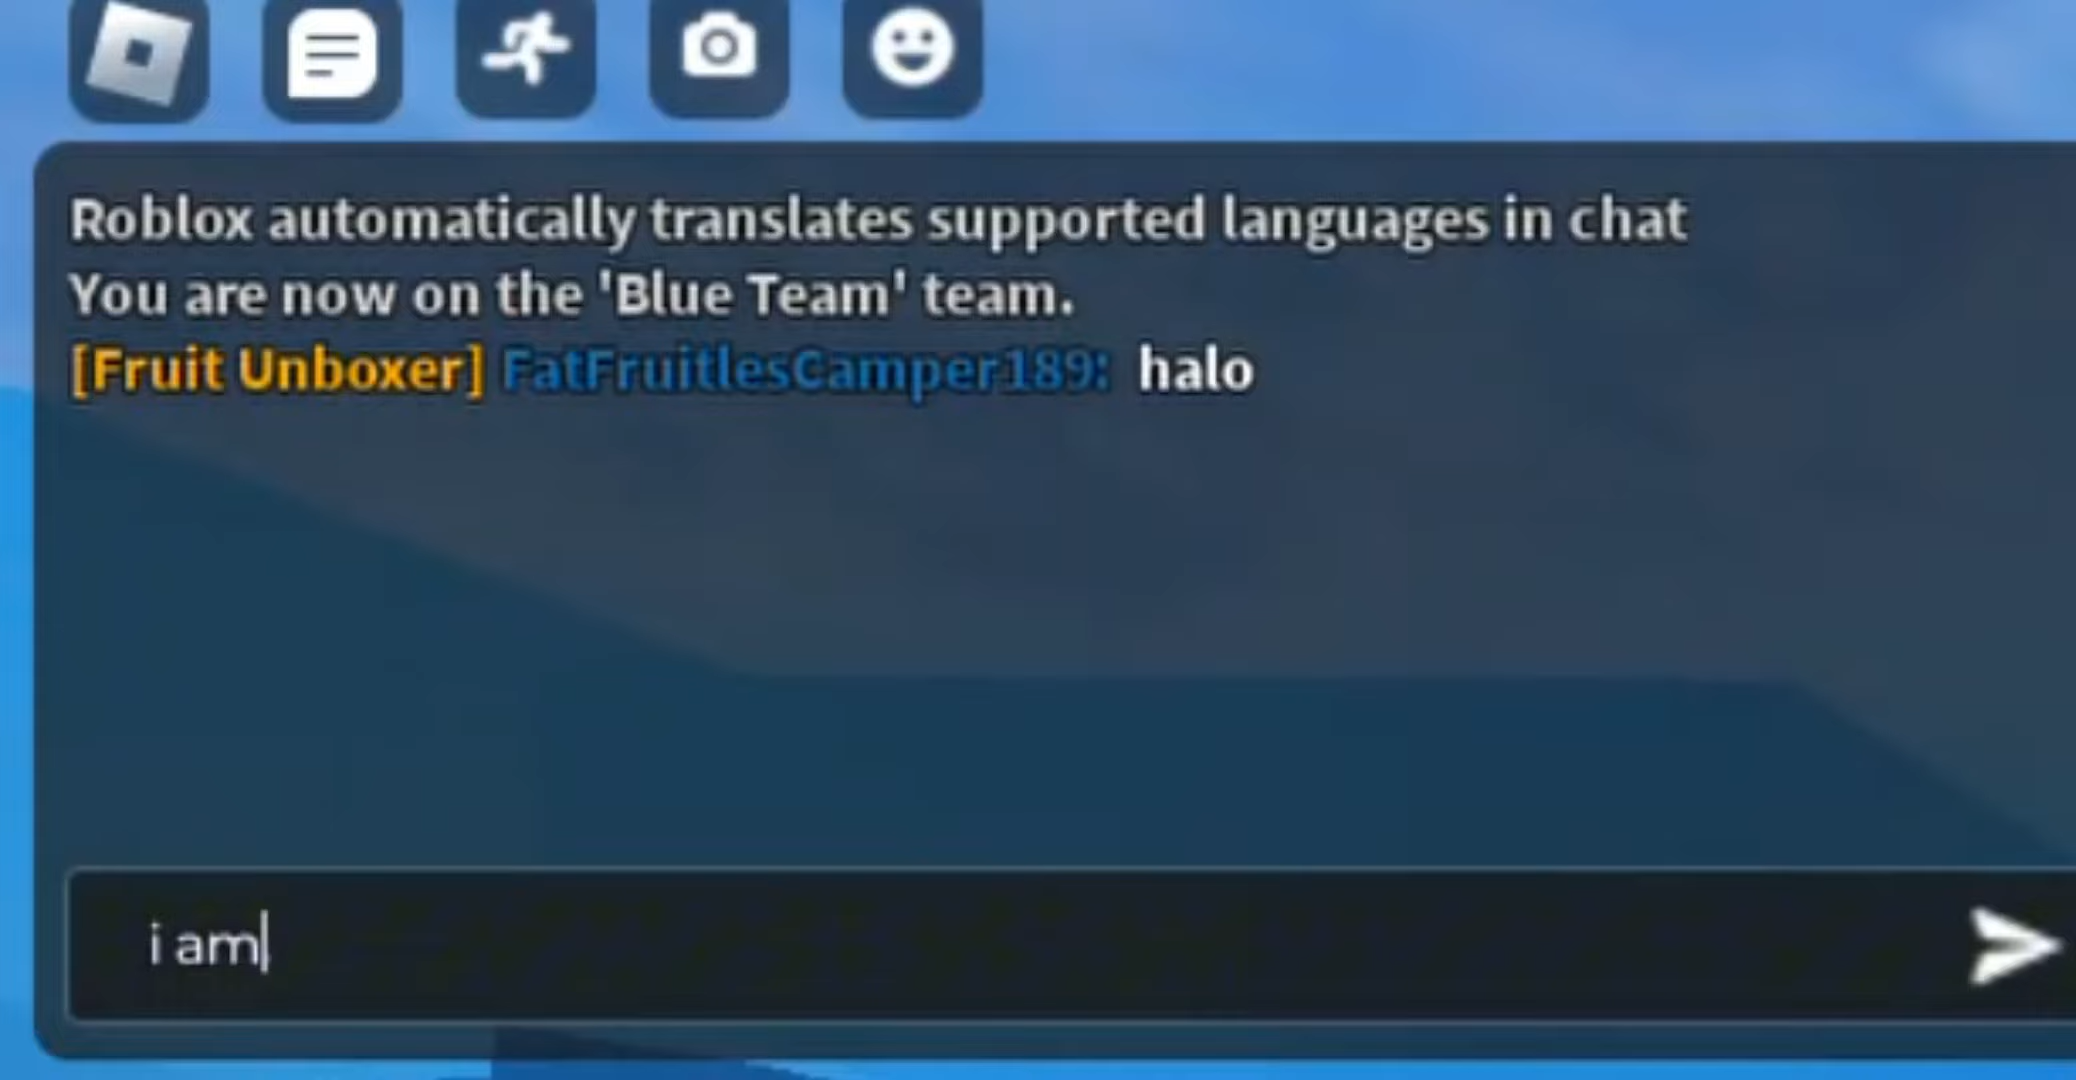 Roblox automatically translates supported languages in chat
You are now on the 'Blue Team' team.
[Fruit Unboxer] FatFruitlesCamper189: halo
i am